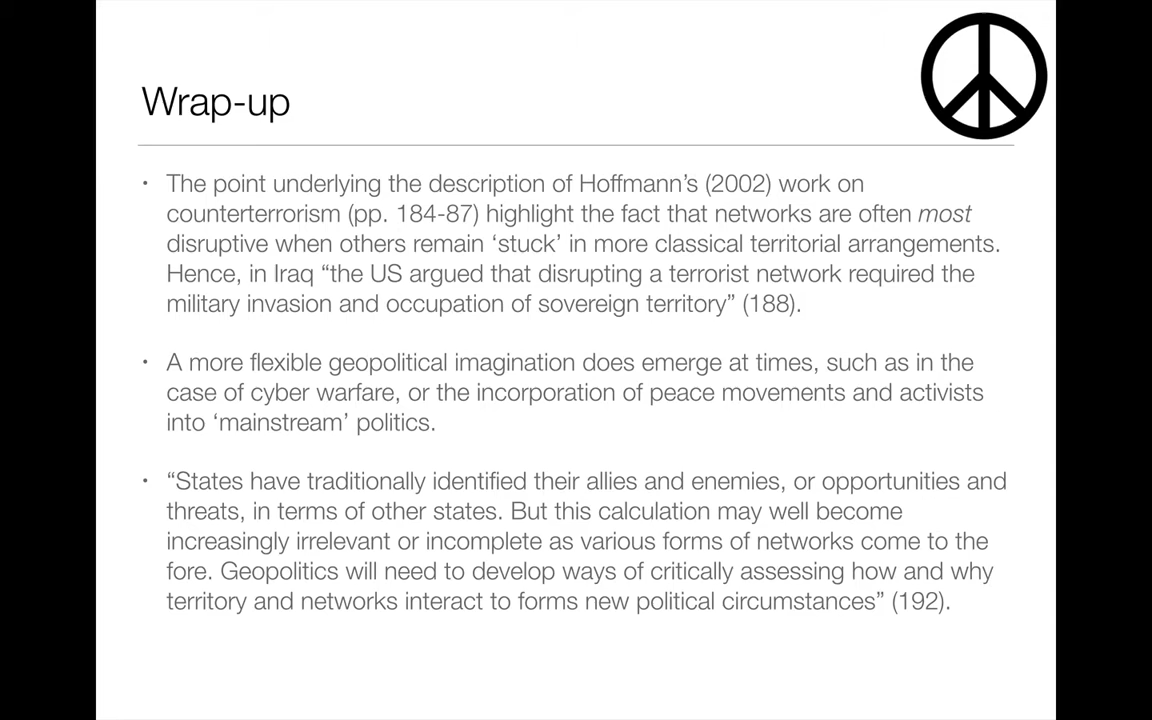 Wrap-up
• The point underlying the description of Hoffmann’s (2002) work on
counterterrorism (pp. 184-87) highlight the fact that networks are often most
disruptive when others remain ‘stuck’ in more classical territorial arrangements.
Hence, in Iraq “the US argued that disrupting a terrorist network required the
military invasion and occupation of sovereign territory” (188).
• A more flexible geopolitical imagination does emerge at times, such as in the
case of cyber warfare, or the incorporation of peace movements and activists
into ‘mainstream’ politics.
• “States have traditionally identified their allies and enemies, or opportunities and
threats, in terms of other states. But this calculation may well become
increasingly irrelevant or incomplete as various forms of networks come to the
fore. Geopolitics will need to develop ways of critically assessing how and why
territory and networks interact to forms new political circumstances” (192).